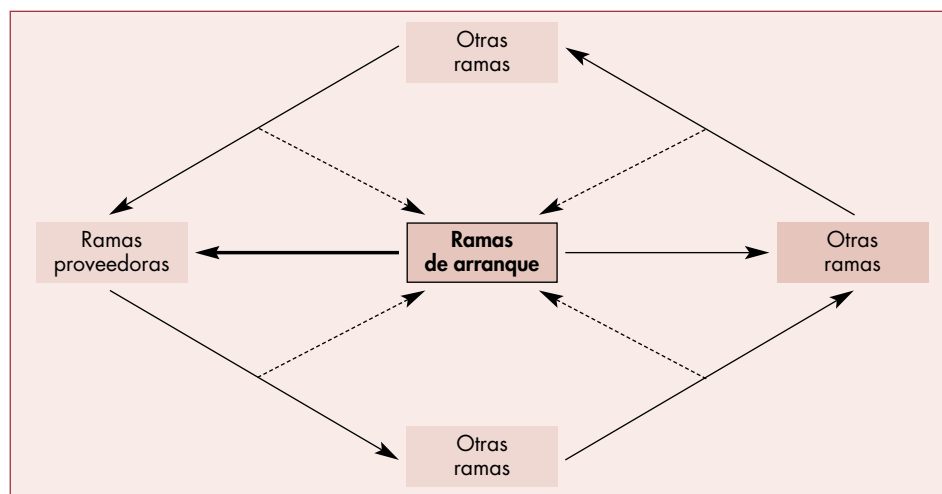 Otras
ramas
Ramas
proveedoras
Ramas
de arranque
Otras
ramas
Otras
ramas